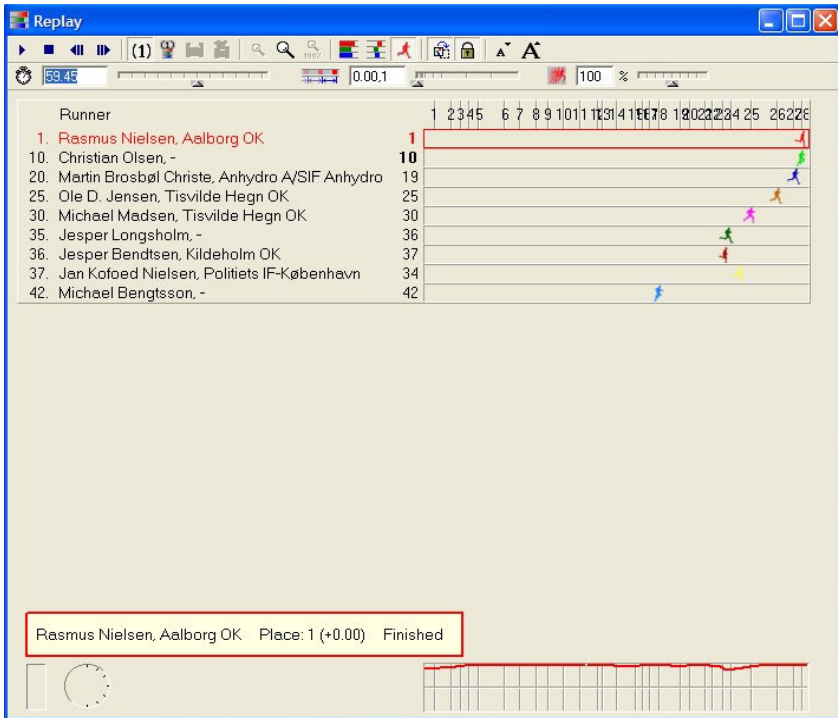 Replay
(1) 100% A A
59.45 0.00,1 100 %
Runner 1 2 3 4 5 6 7 8 9 10 11 25 26
1. Rasmus Nielsen, Aalborg OK 1
10. Christian Olsen, - 10
20. Martin Brosbøl Christe, Anhydro A/SIF Anhydro 19
25. Ole D. Jensen, Tisvilde Hegn OK 25
30. Michael Madsen, Tisvilde Hegn OK 30
35. Jesper Longsholm, - 36
36. Jesper Bendtsen, Kildeholm OK 37
37. Jan Kofoed Nielsen, Politiets IF-København 34
42. Michael Bengtsson, - 42
Rasmus Nielsen, Aalborg OK Place: 1 (+0.00) Finished